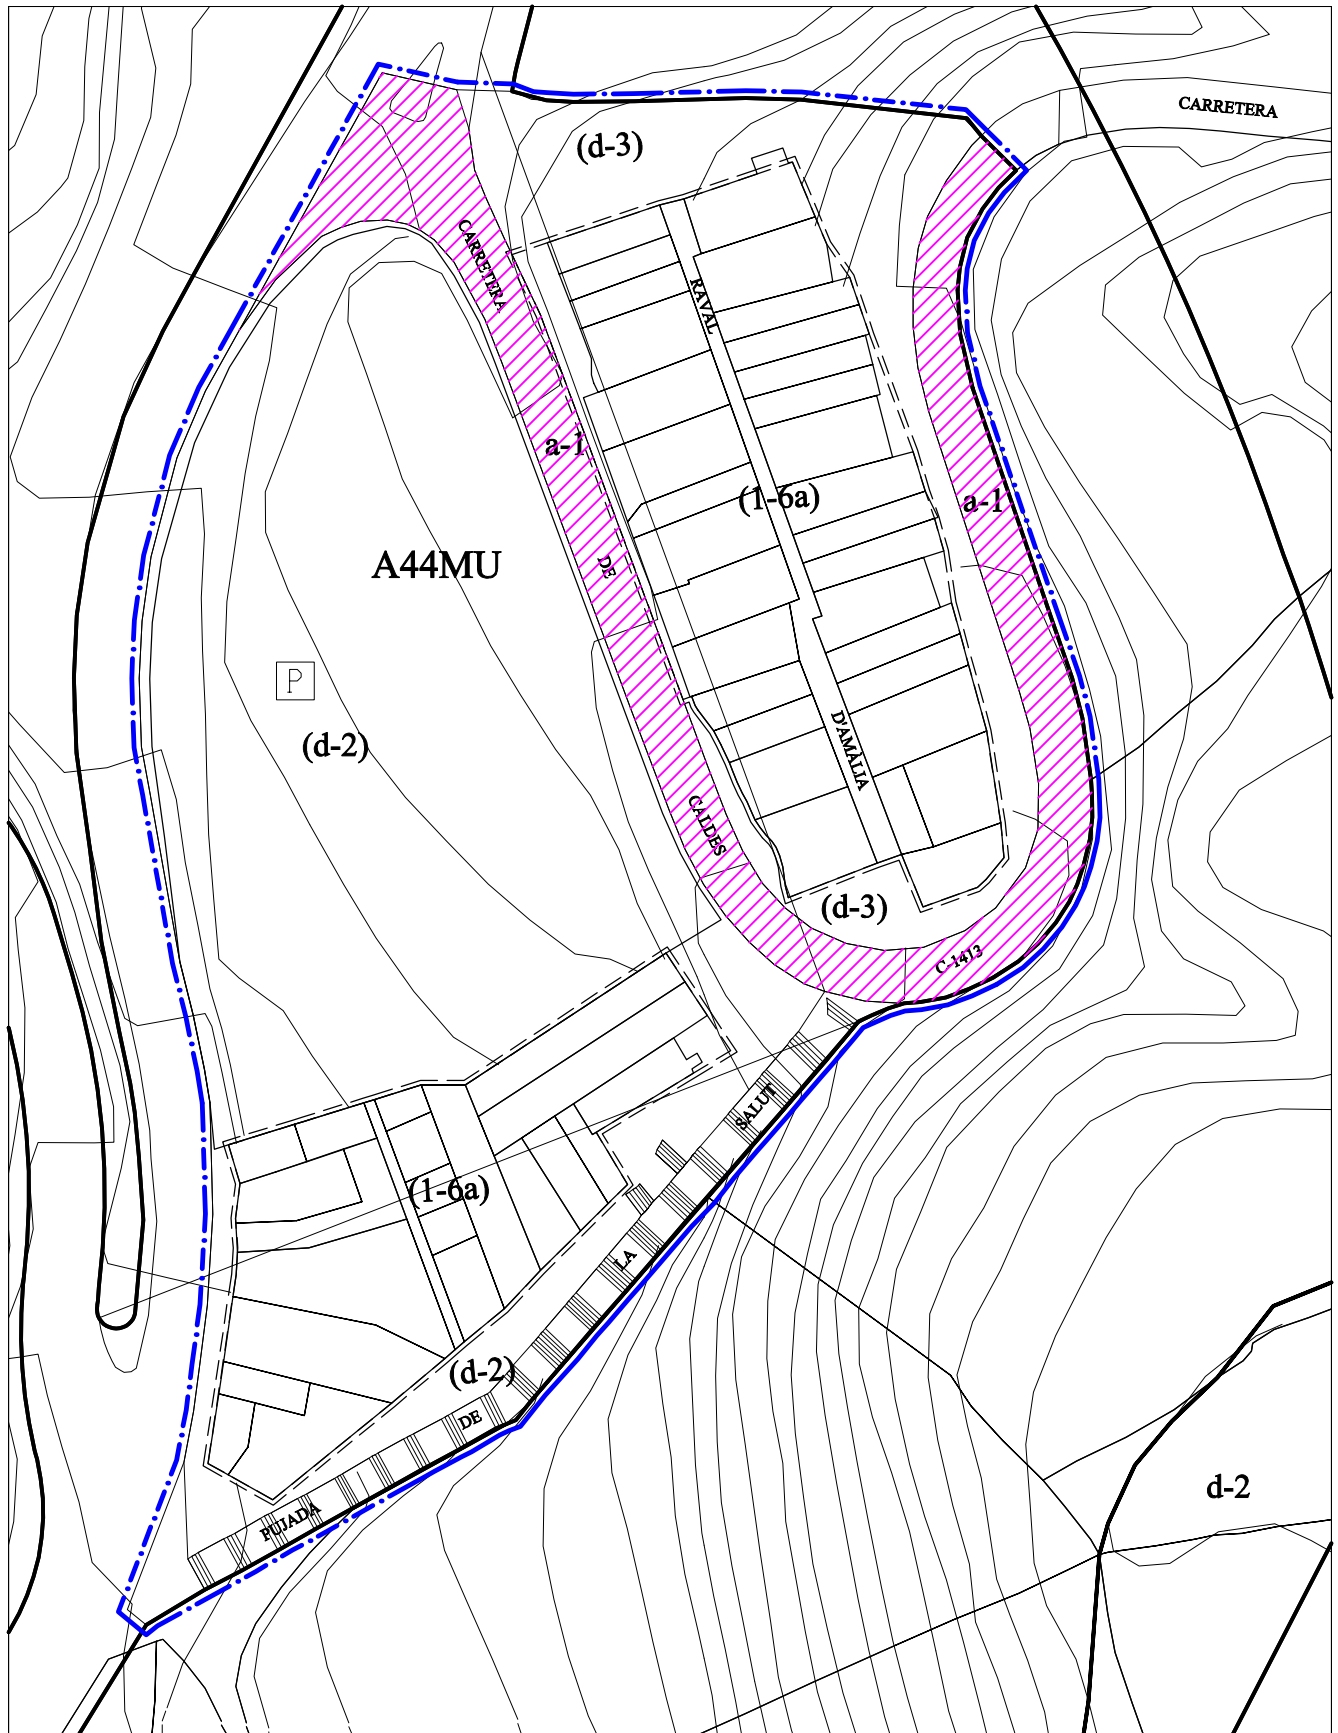 CARRETERA
(d-3)
CARRETERA
RAVAL
a-1
(1-6a)
a-1
A44MU
DE
P
(d-2)
D'AMÀLIA
CALDES
(d-3)
C-1413
SALUT
(1-6a)
LA
(d-2)
DE
d-2
PUJADA